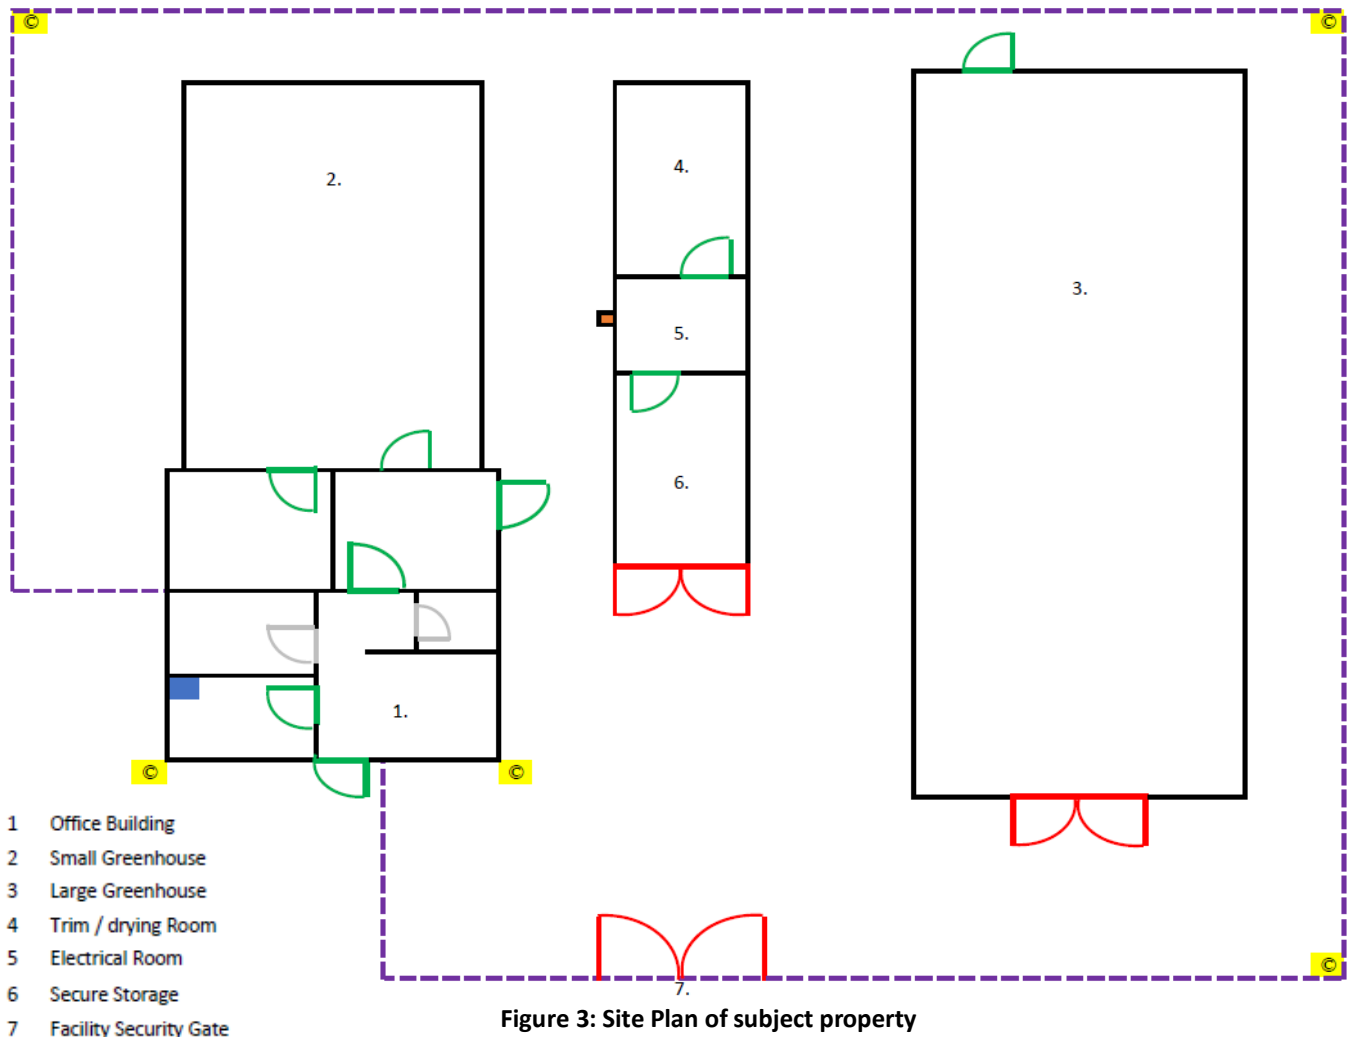 © ©
4.
2.
3.
5.
6.
1.
© ©
1 Office Building
2 Small Greenhouse
3 Large Greenhouse
4 Trim / drying Room
5 Electrical Room
6 Secure Storage
7 Facility Security Gate
©
7.
Figure 3: Site Plan of subject property